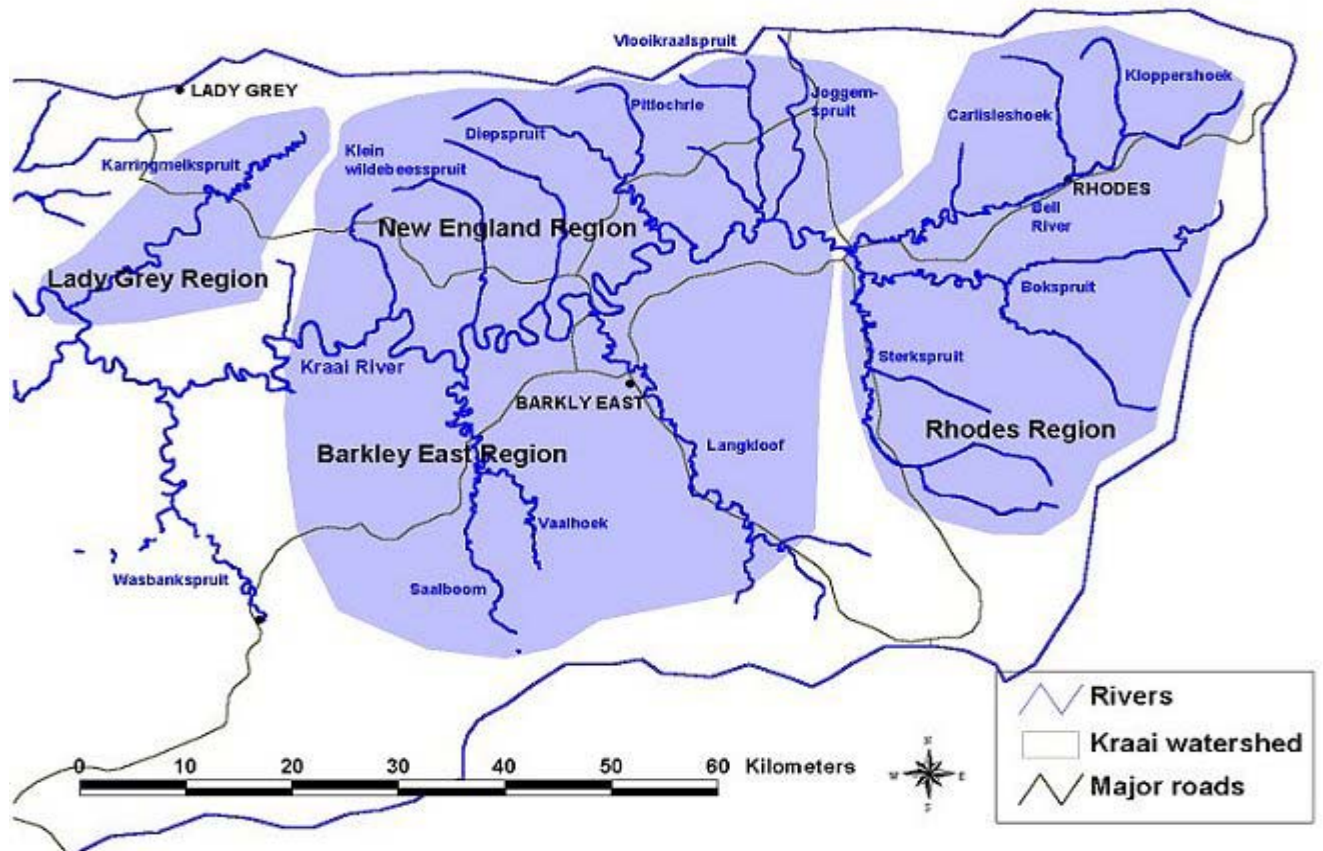 Vlooikraalspruit
LADY GREY
Pitlochrie
Joggem-
spruit
Kloppershoek
Carlisleshoek
Diepspruit
Karringmelkspruit
Klein
wildebeesspruit
RHODES
Bell
River
New England Region
Lady Grey Region
Bokspruit
Kraai River
Sterkspruit
BARKLY EAST
Barkley East Region
Langkloof
Rhodes Region
Vaalhoek
Wasbankspruit
Saalboom
Rivers
Kraai watershed
Major roads
0 10 20 30 40 50 60 Kilometers
N
W E
S